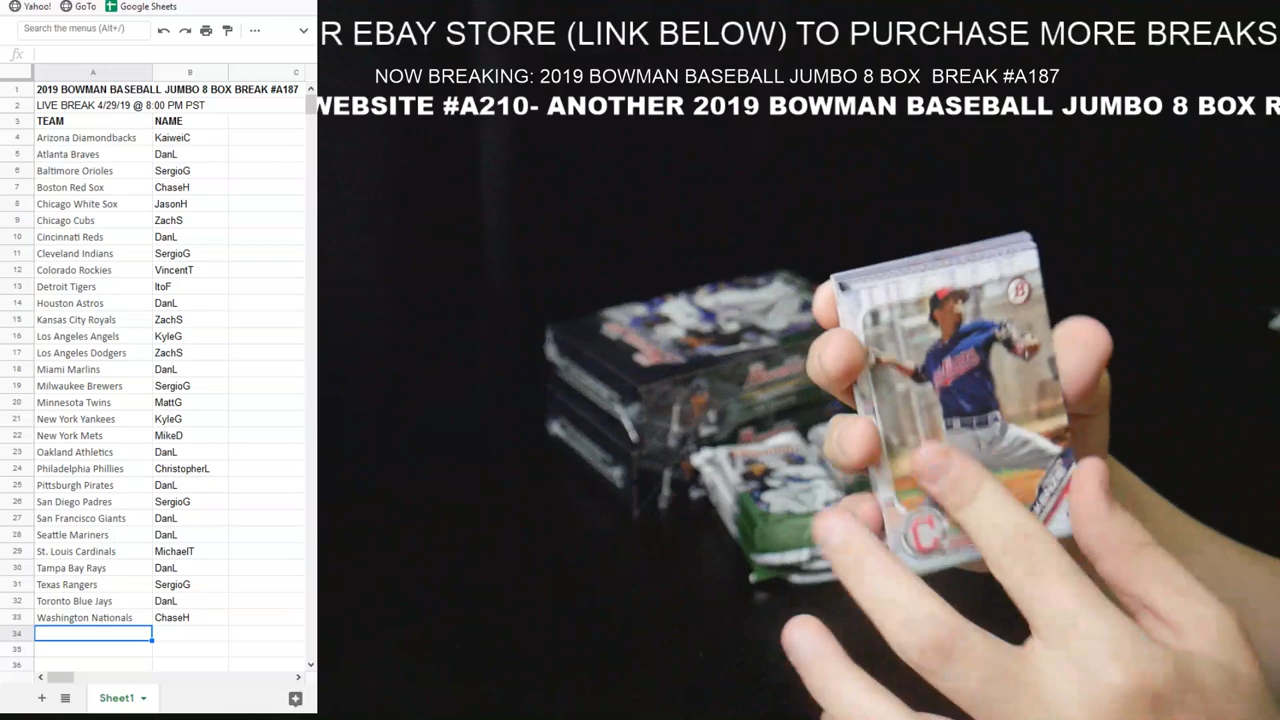 Yahoo! GoTo Google Sheets
Search the menus (Alt+/)
fx
A B C
1 2019 BOWMAN BASEBALL JUMBO 8 BOX BREAK #A187
2 LIVE BREAK 4/29/19 @ 8:00 PM PST
3 TEAM NAME
4 Arizona Diamondbacks KaiweiC
5 Atlanta Braves DanL
6 Baltimore Orioles SergioG
7 Boston Red Sox ChaseH
8 Chicago White Sox JasonH
9 Chicago Cubs ZachS
10 Cincinnati Reds DanL
11 Cleveland Indians SergioG
12 Colorado Rockies VincentT
13 Detroit Tigers ItoF
14 Houston Astros DanL
15 Kansas City Royals ZachS
16 Los Angeles Angels KyleG
17 Los Angeles Dodgers ZachS
18 Miami Marlins DanL
19 Milwaukee Brewers SergioG
20 Minnesota Twins MattG
21 New York Yankees KyleG
22 New York Mets MikeD
23 Oakland Athletics DanL
24 Philadelphia Phillies ChristopherL
25 Pittsburgh Pirates DanL
26 San Diego Padres SergioG
27 San Francisco Giants DanL
28 Seattle Mariners DanL
29 St. Louis Cardinals MichaelT
30 Tampa Bay Rays DanL
31 Texas Rangers SergioG
32 Toronto Blue Jays DanL
33 Washington Nationals ChaseH
34
35
36
Sheet1
R EBAY STORE (LINK BELOW) TO PURCHASE MORE BREAKS
NOW BREAKING: 2019 BOWMAN BASEBALL JUMBO 8 BOX BREAK #A187
WEBSITE #A210- ANOTHER 2019 BOWMAN BASEBALL JUMBO 8 BOX R
B
C